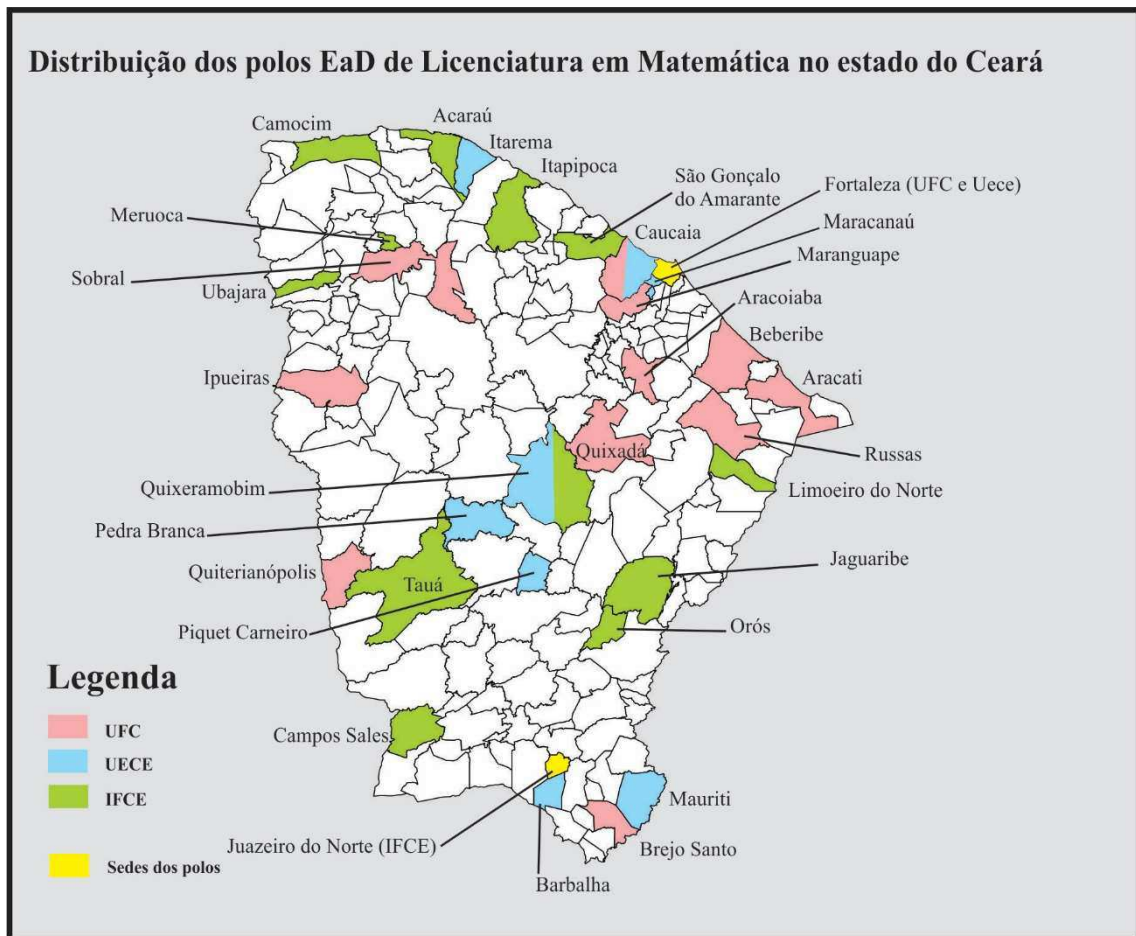 Distribuição dos polos EaD de Licenciatura em Matemática no estado do Ceará
Camocim
Acaraú
Itarema
Itapipoca
São Gonçalo
do Amarante
Fortaleza (UFC e Uece)
Meruoca
Caucaia
Maracanaú
Maranguape
Sobral
Ubajara
Aracoiaba
Beberibe
Ipueiras
Aracati
Quixadá
Russas
Quixeramobim
Limoeiro do Norte
Pedra Branca
Quiterianópolis
Tauá
Jaguaribe
Piquet Carneiro
Orós
Legenda
UFC
UECE
IFCE
Sedes dos polos
Campos Sales
Mauriti
Juazeiro do Norte (IFCE)
Brejo Santo
Barbalha